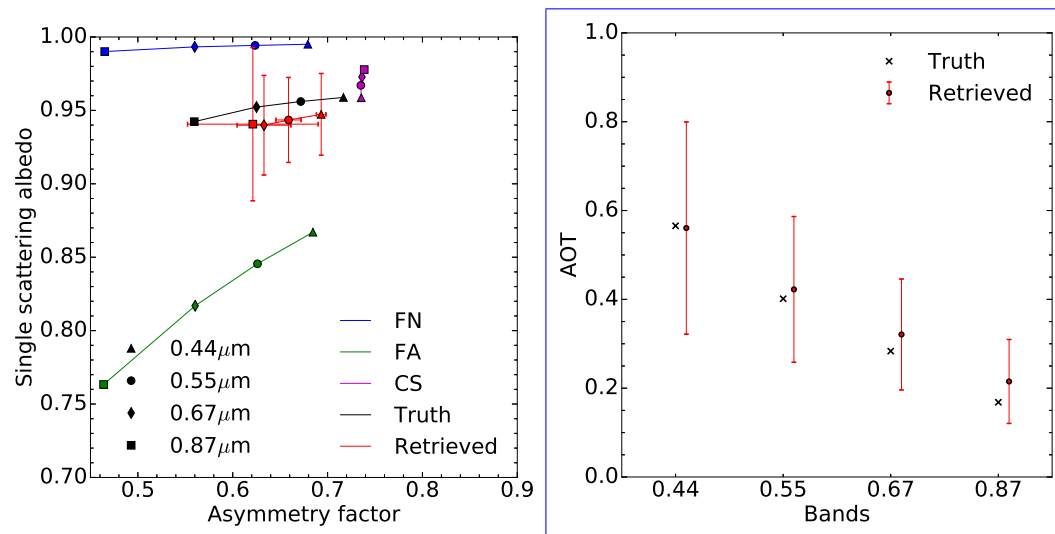 1.00
0.95
0.90
0.85
0.80
0.75
0.70
Single scattering albedo
0.5 0.6 0.7 0.8 0.9
Asymmetry factor
0.44μm
0.55μm
0.67μm
0.87μm
FN
FA
CS
Truth
Retrieved
1.0
0.8
0.6
0.4
0.2
0.0
AOT
Truth
Retrieved
0.44 0.55 0.67 0.87
Bands